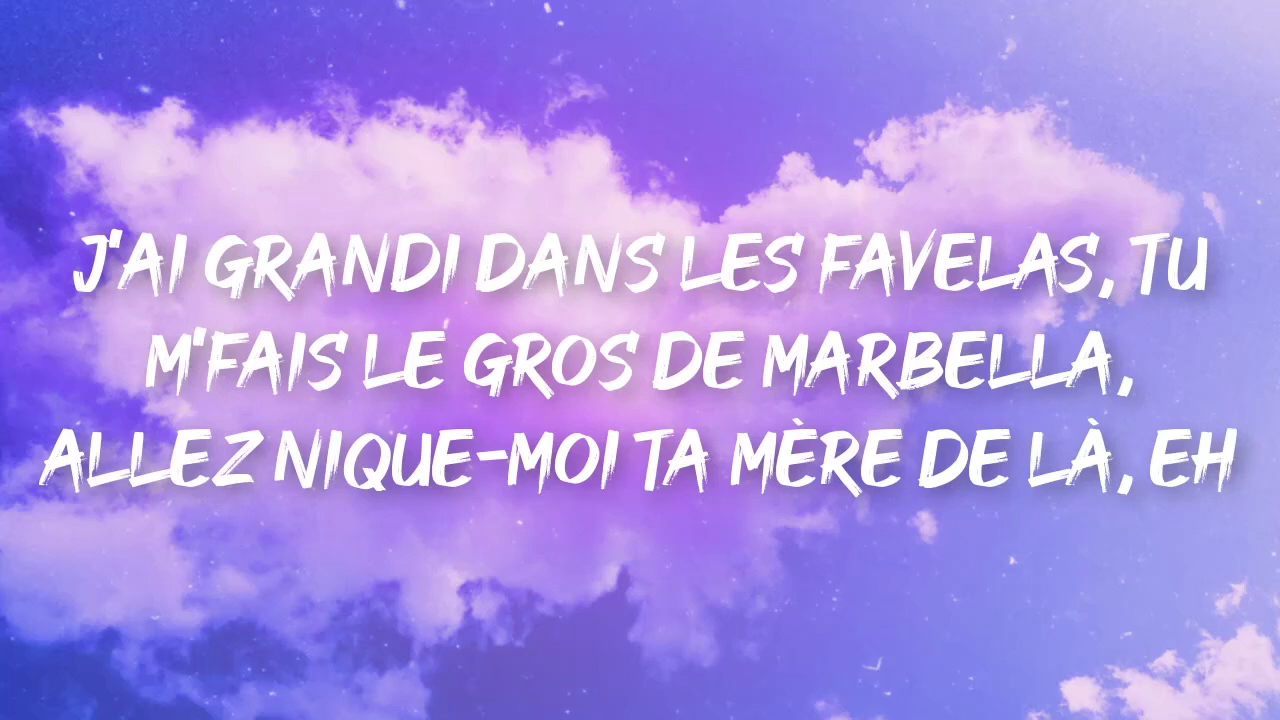 J'AI GRANDI DANS LES FAVELAS, TU
M'FAIS LE GROS DE MARBELLA,
ALLEZ NIQUE-MOI TA MÈRE DE LÀ, EH